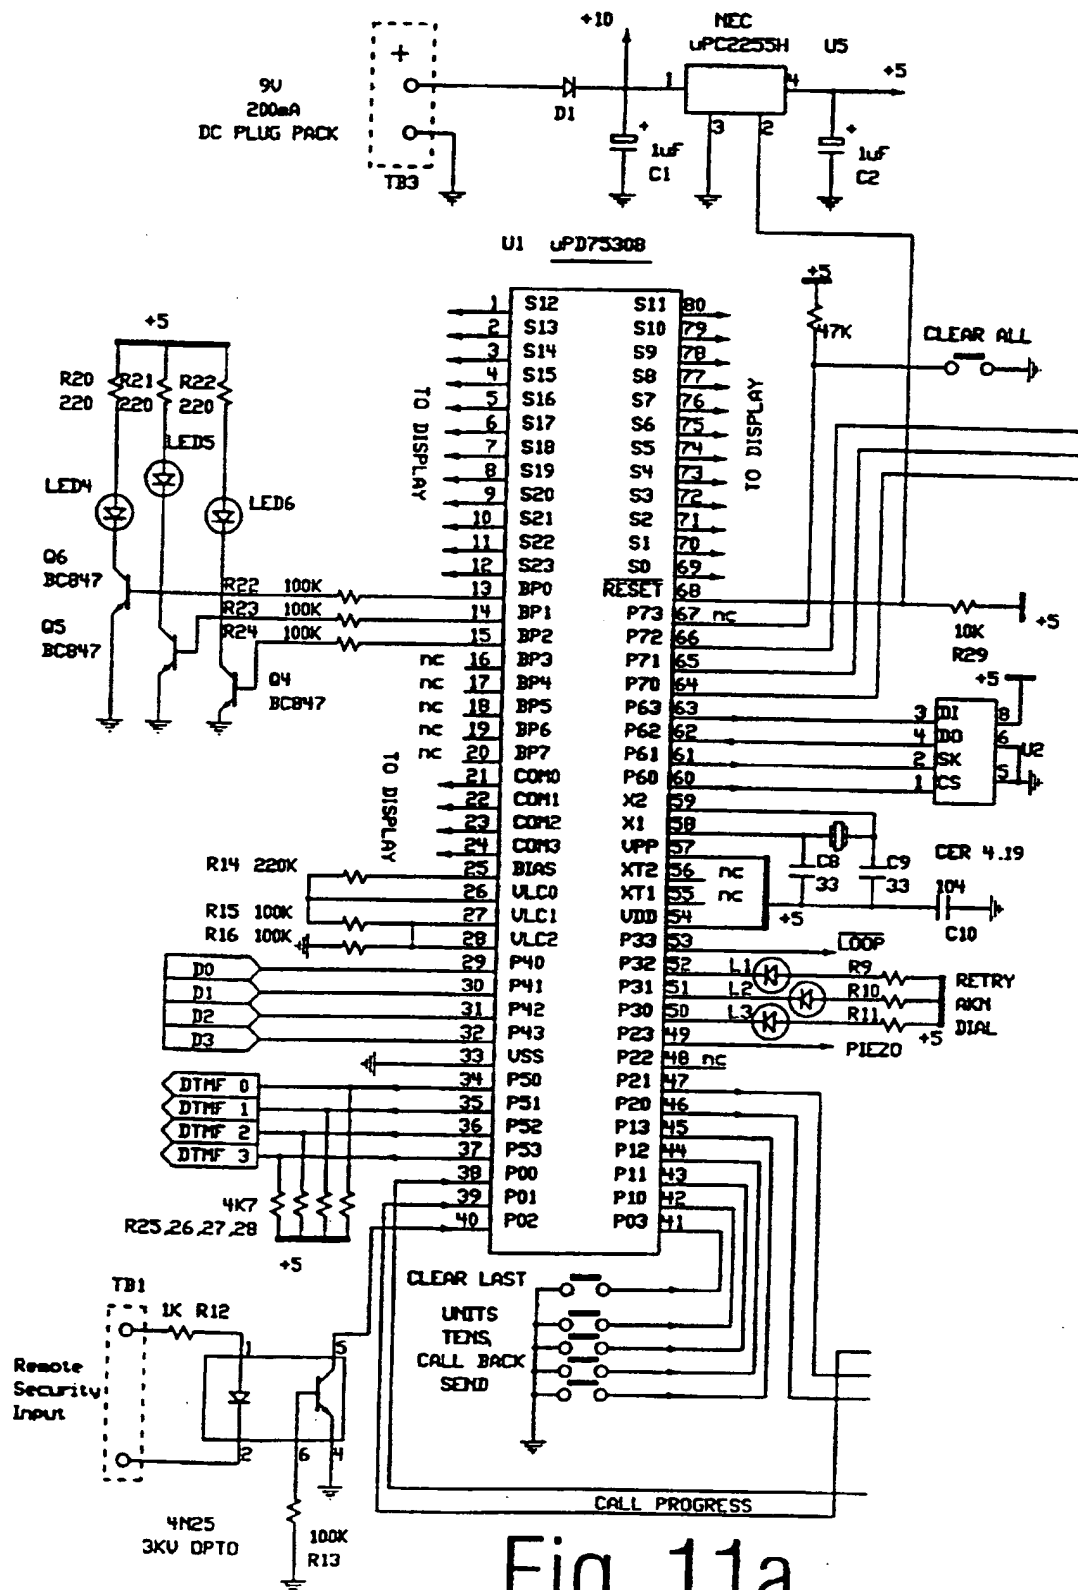 +10
NEC
uPC2255H U5
+
1
4
+5
9V
200mA
DC PLUG PACK
D1
TB3
+
1uF
C1
3
2
+
1uF
C2
U1 uPD75308
+5
47K
CLEAR ALL
+5
R20
220
R21
220
R22
220
LED5
LED4
LED6
Q6
BC847
Q5
BC847
Q4
BC847
R22 100K
R23 100K
R24 100K
TO DISPLAY
TO DISPLAY
1 S12 S11 80
2 S13 S10 79
3 S14 S9 78
4 S15 S8 77
5 S16 S7 76
6 S17 S6 75
7 S18 S5 74
8 S19 S4 73
9 S20 S3 72
10 S21 S2 71
11 S22 S1 70
12 S23 S0 69
13 BP0 RESET 68
14 BP1 P73 67 nc
15 BP2 P72 66
nc 16 BP3 P71 65
nc 17 BP4 P70 64
nc 18 BP5 P63 63
nc 19 BP6 P62 62
nc 20 BP7 P61 61
21 COM0 P60 60
22 COM1 X2 59
23 COM2 X1 58
24 COM3 VPP 57
25 BIAS XT2 56 nc
26 VLC0 XT1 55 nc
27 VLC1 VDD 54
28 VLC2 P33 53
29 P40 P32 52
30 P41 P31 51
31 P42 P30 50
32 P43 P23 49
33 VSS P22 48 nc
34 P50 P21 47
35 P51 P20 46
36 P52 P13 45
37 P53 P12 44
38 P00 P11 43
39 P01 P10 42
40 P02 P03 41
10K
R29
+5
+5
3 DI 8
4 DO 6
2 SK U2
1 CS 5
TO DISPLAY
C8
33
C9
33
CER 4.19
104
C10
+5
R14 220K
R15 100K
R16 100K
LOOP
L1 R9 RETRY
L2 R10 AKN
L3 R11 DIAL
+5
PIEZO
D0
D1
D2
D3
DTMF 0
DTMF 1
DTMF 2
DTMF 3
4K7
R25,26,27,28
+5
CLEAR LAST
UNITS
TENS,
CALL BACK
SEND
TB1
1K R12
Remote
Security
Input
1
5
2
6
4
4N25
3KV OPTO
100K
R13
CALL PROGRESS
Fig. 11a